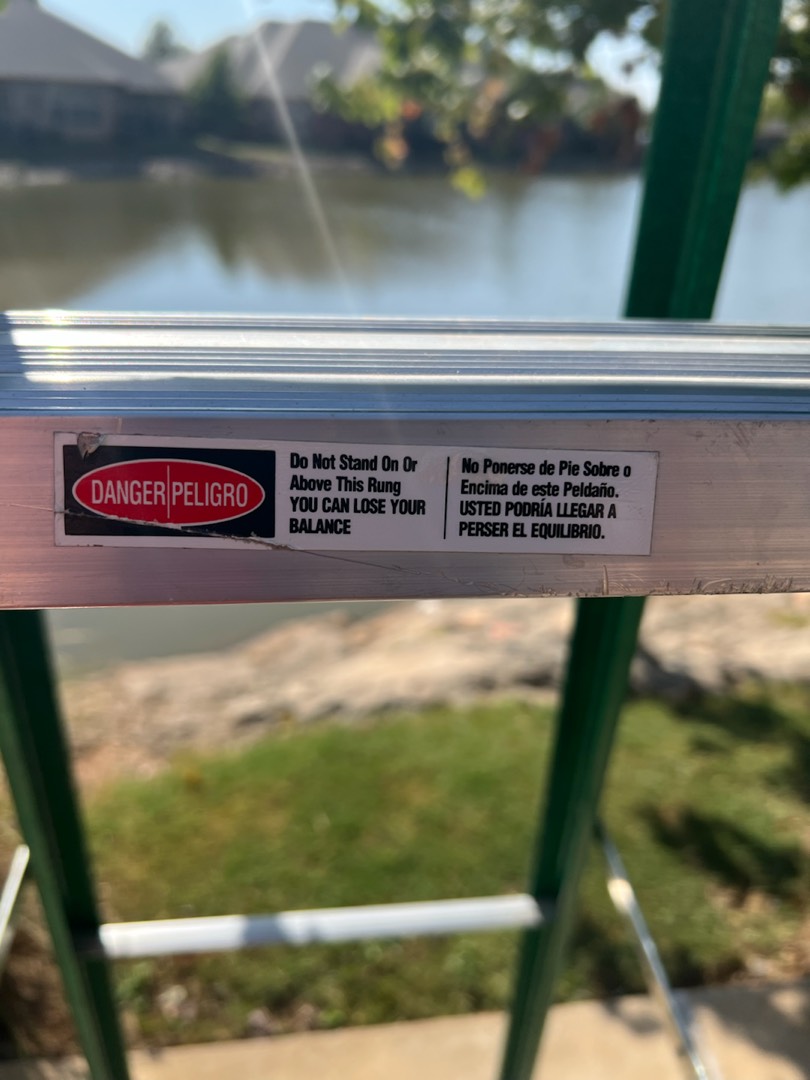 DANGER PELIGRO
Do Not Stand On Or
Above This Rung
YOU CAN LOSE YOUR
BALANCE
No Ponerse de Pie Sobre o
Encima de este Peldaño.
USTED PODRÍA LLEGAR A
PERSER EL EQUILIBRIO.